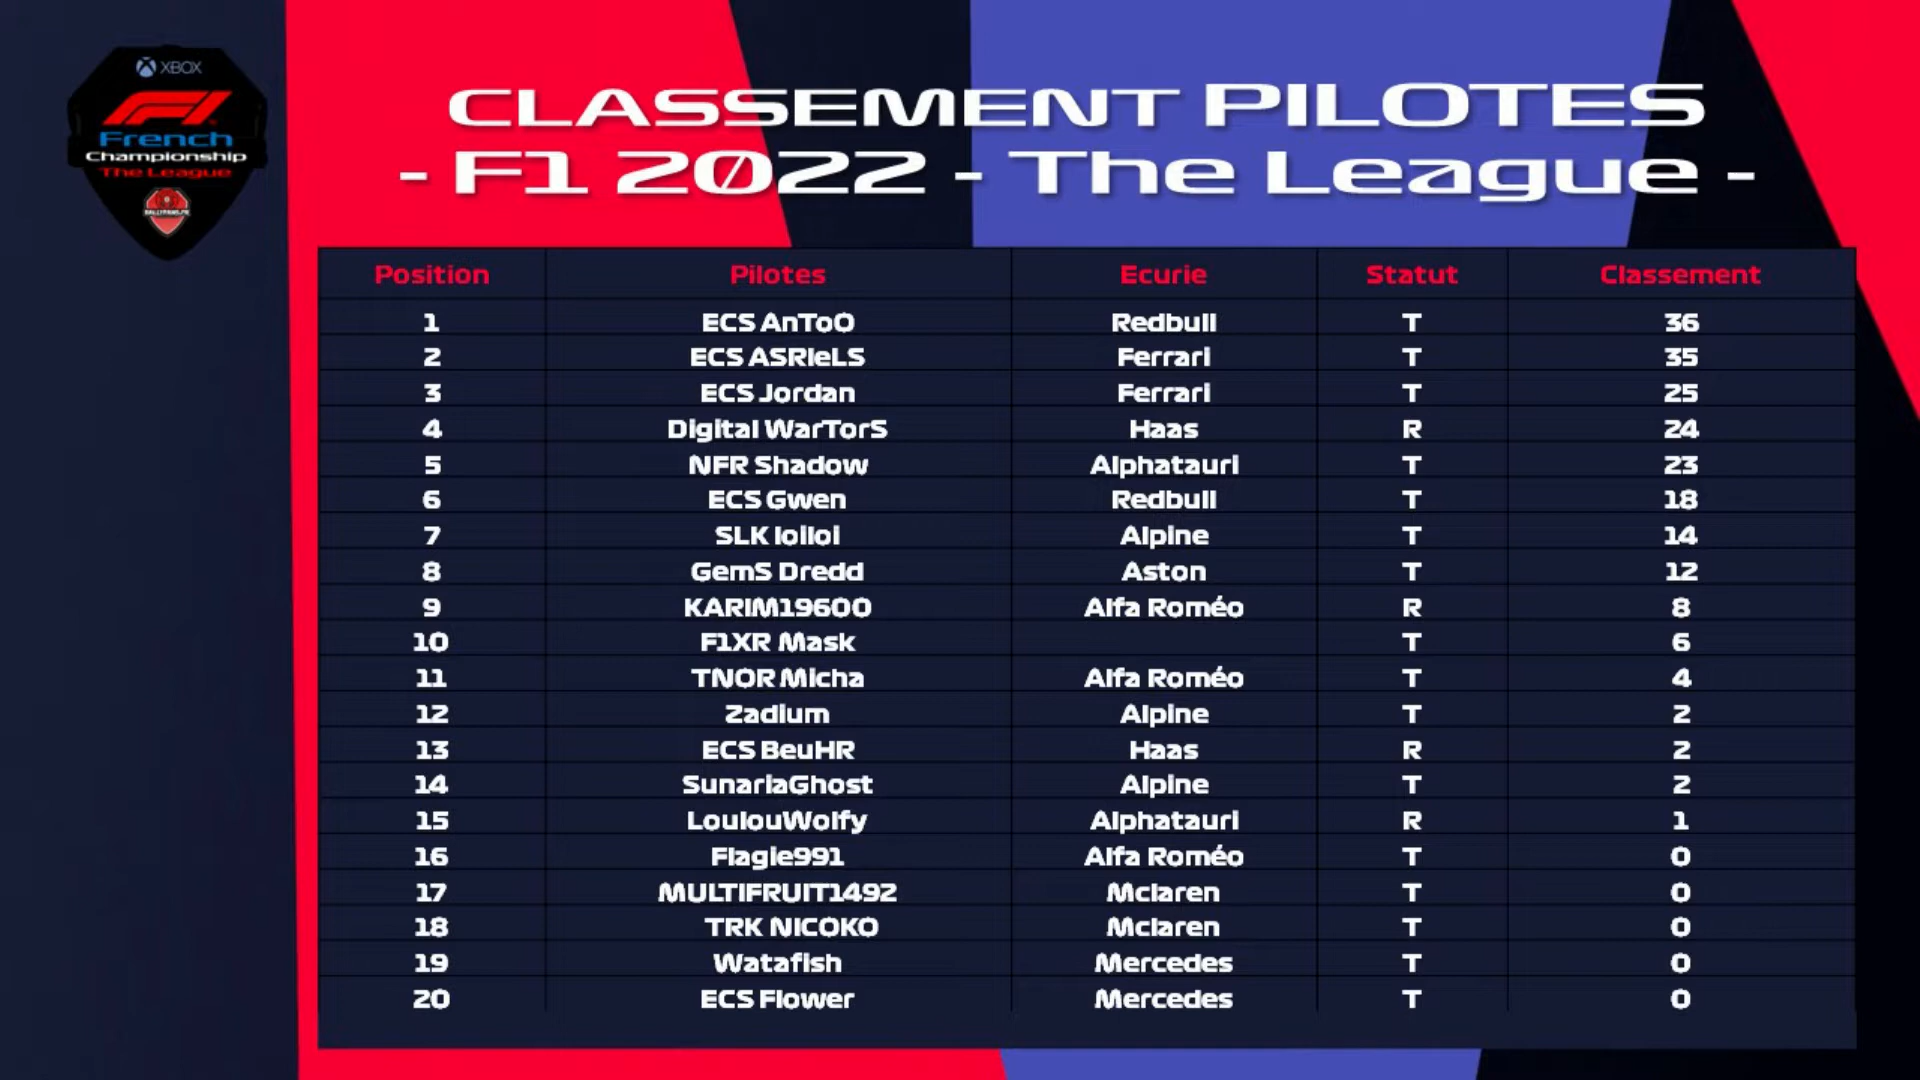 XBOX
F1
French
Championship
The League
CLASSEMENT PILOTES
- F1 2022 - The League -
Position Pilotes Ecurie Statut Classement
1 ECS AnToO Redbull T 36
2 ECS ASRIeLS Ferrari T 35
3 ECS Jordan Ferrari T 25
4 Digital WarTorS Haas R 24
5 NFR Shadow Alphatauri T 23
6 ECS Gwen Redbull T 18
7 SLK lollol Alpine T 14
8 GemS Dredd Aston T 12
9 KARIM19600 Alfa Roméo R 8
10 F1XR Mask T 6
11 TNOR Micha Alfa Roméo T 4
12 Zadium Alpine T 2
13 ECS BeuHR Haas R 2
14 SunariaGhost Alpine T 2
15 LoulouWolfy Alphatauri R 1
16 Flagle991 Alfa Roméo T 0
17 MULTIFRUIT1492 Mclaren T 0
18 TRK NICOKO Mclaren T 0
19 Watafish Mercedes T 0
20 ECS Flower Mercedes T 0